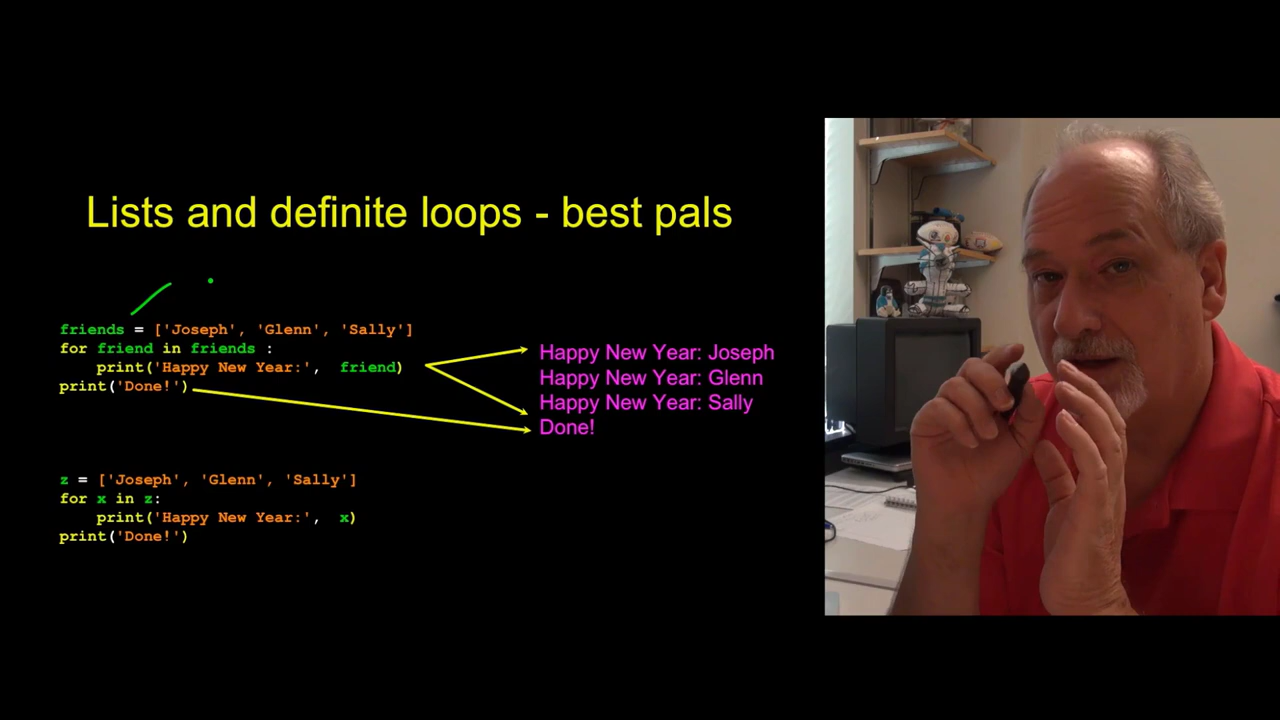 Lists and definite loops - best pals
friends = ['Joseph', 'Glenn', 'Sally']
for friend in friends :
    print('Happy New Year:',  friend)
print('Done!')
Happy New Year: Joseph
Happy New Year: Glenn
Happy New Year: Sally
Done!
z = ['Joseph', 'Glenn', 'Sally']
for x in z:
    print('Happy New Year:',  x)
print('Done!')